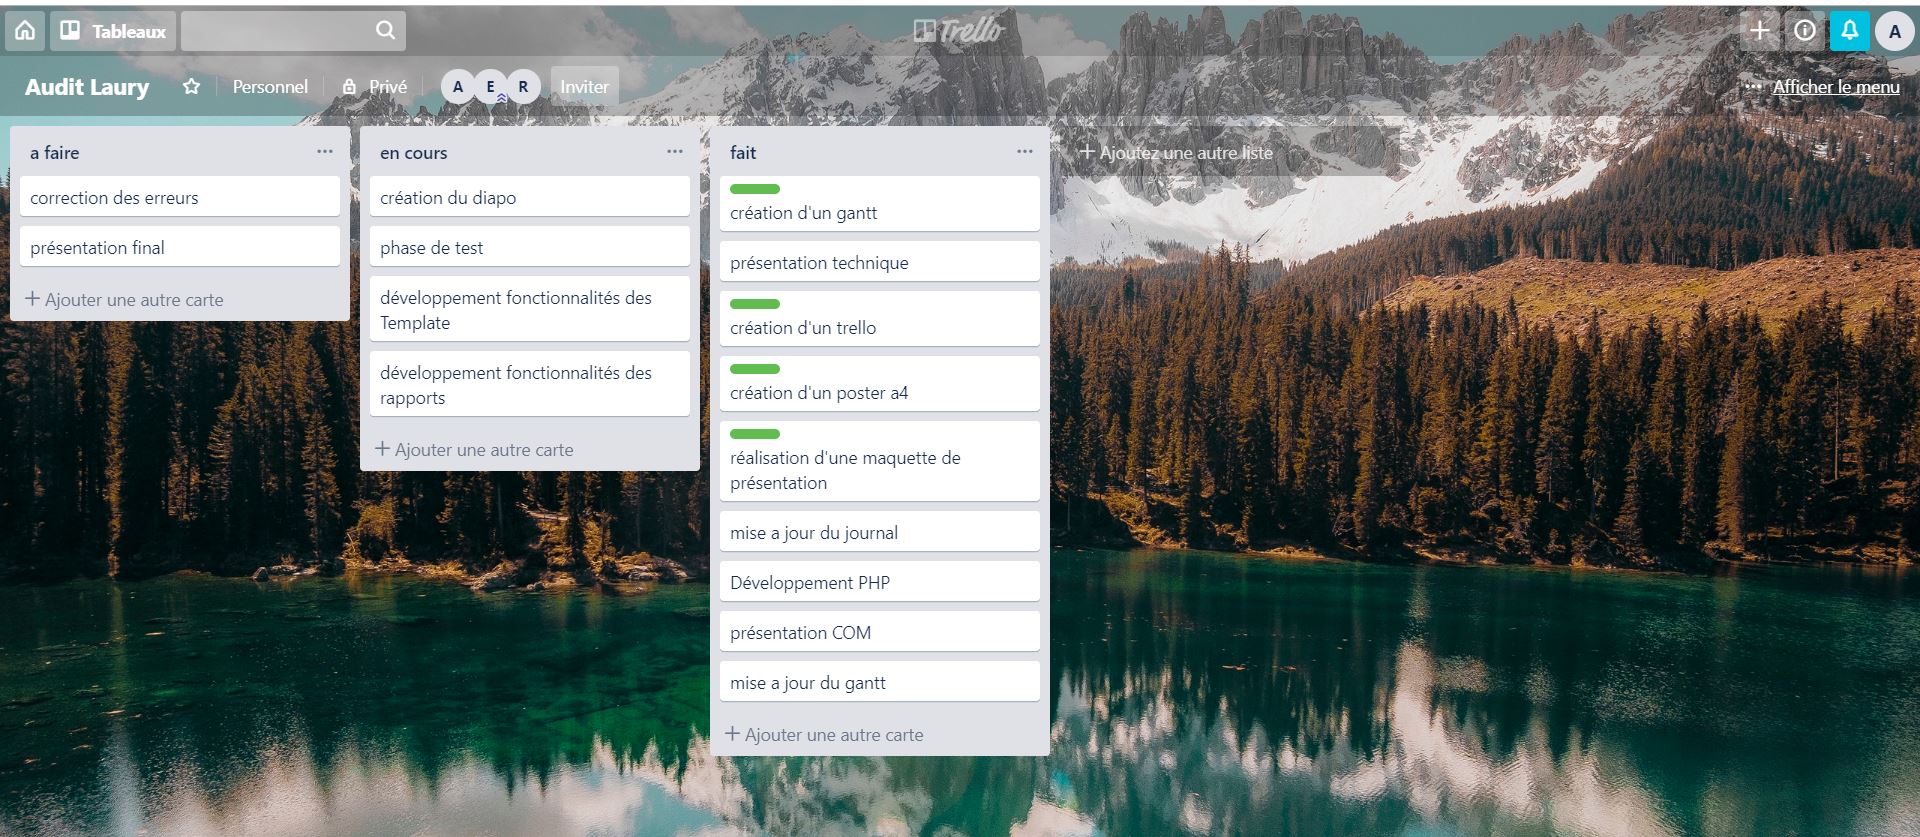 Tableaux
Trello
A
Audit Laury
Personnel
Privé
A
E
R
Inviter
... Afficher le menu
a faire
correction des erreurs
présentation final
+ Ajouter une autre carte
en cours
création du diapo
phase de test
développement fonctionnalités des
Template
développement fonctionnalités des
rapports
+ Ajouter une autre carte
fait
création d'un gantt
présentation technique
création d'un trello
création d'un poster a4
réalisation d'une maquette de
présentation
mise a jour du journal
Développement PHP
présentation COM
mise a jour du gantt
+ Ajouter une autre carte
+ Ajoutez une autre liste